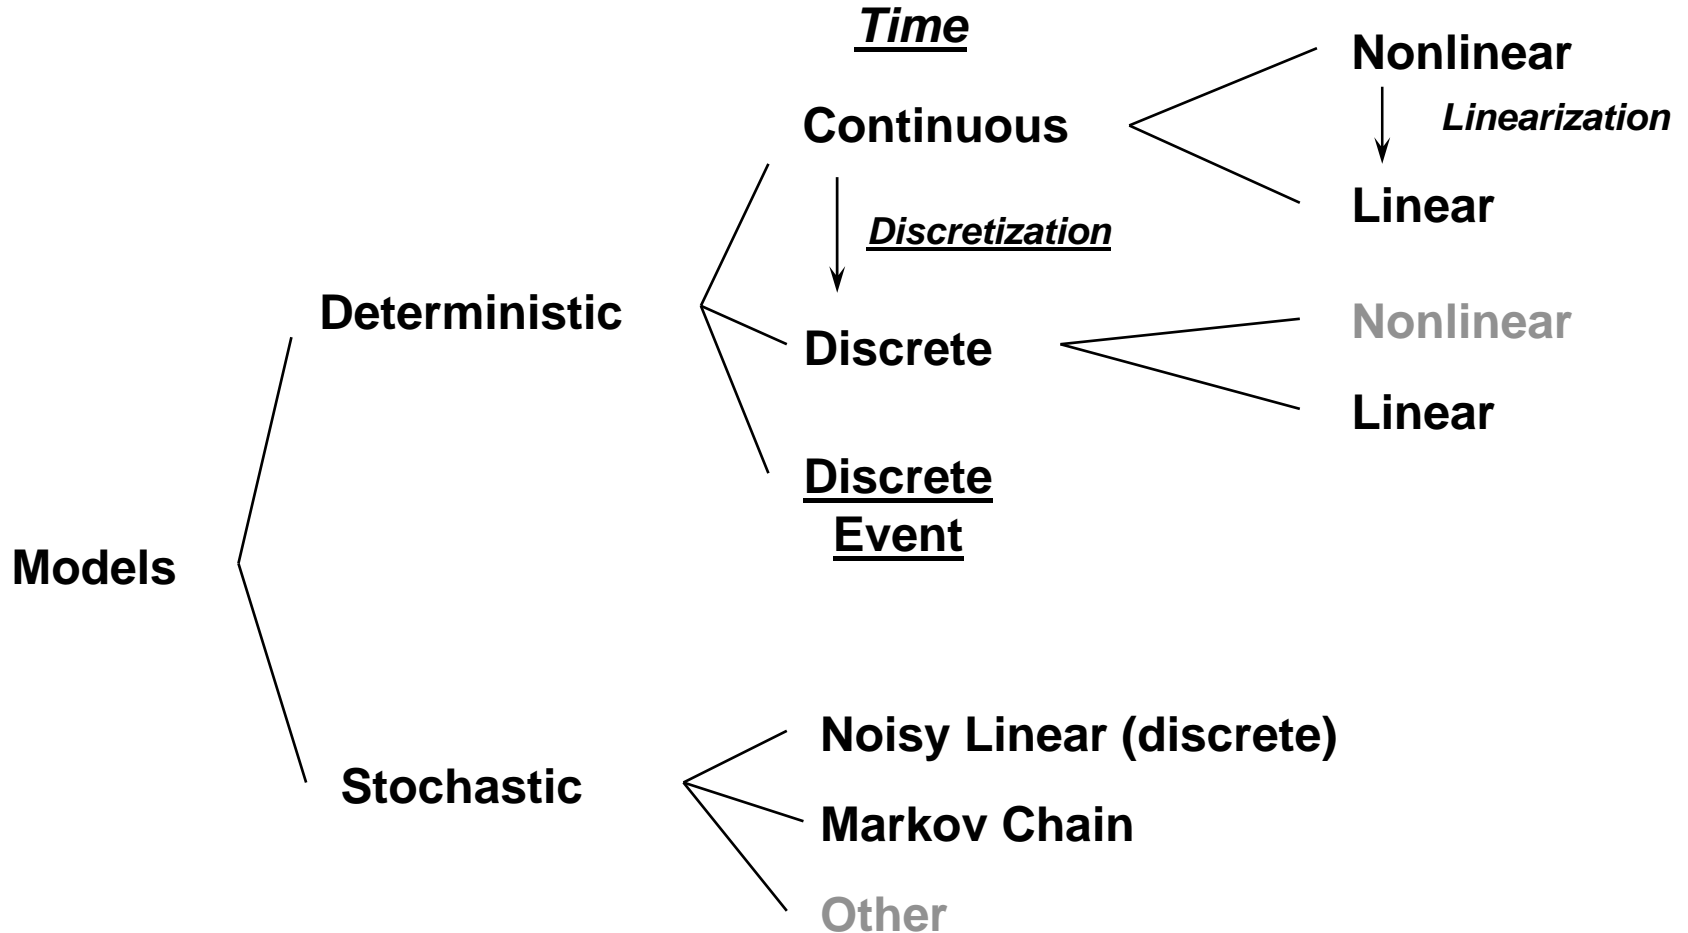 Time
Nonlinear
Continuous
Linearization
Linear
Discretization
Deterministic
Nonlinear
Discrete
Linear
Discrete
Event
Models
Noisy Linear (discrete)
Stochastic
Markov Chain
Other